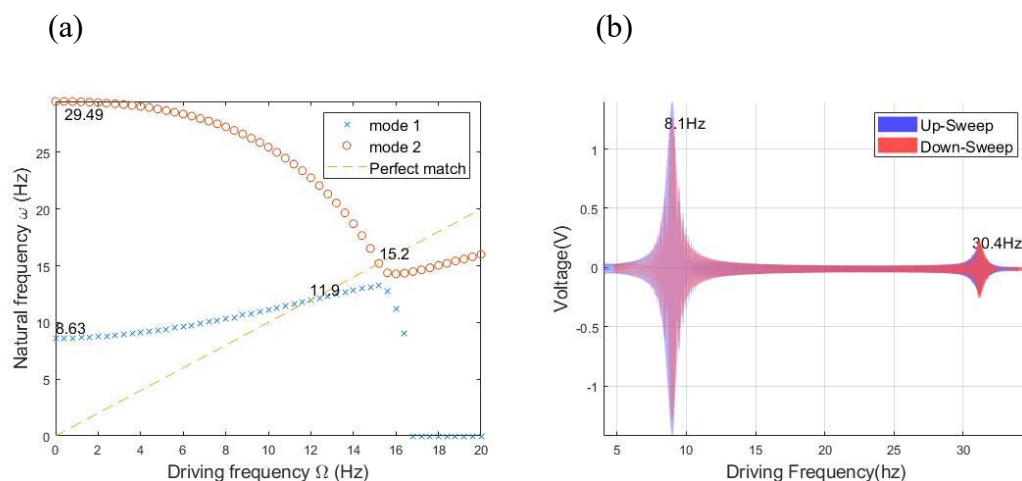 (a)
(b)
29.49
15.2
11.9
8.63
mode 1
mode 2
Perfect match
Natural frequency ω (Hz)
25
20
15
10
5
0
0 2 4 6 8 10 12 14 16 18 20
Driving frequency Ω (Hz)
8.1Hz
30.4Hz
Up-Sweep
Down-Sweep
Voltage(V)
1
0.5
0
-0.5
-1
5 10 15 20 25 30
Driving Frequency(hz)